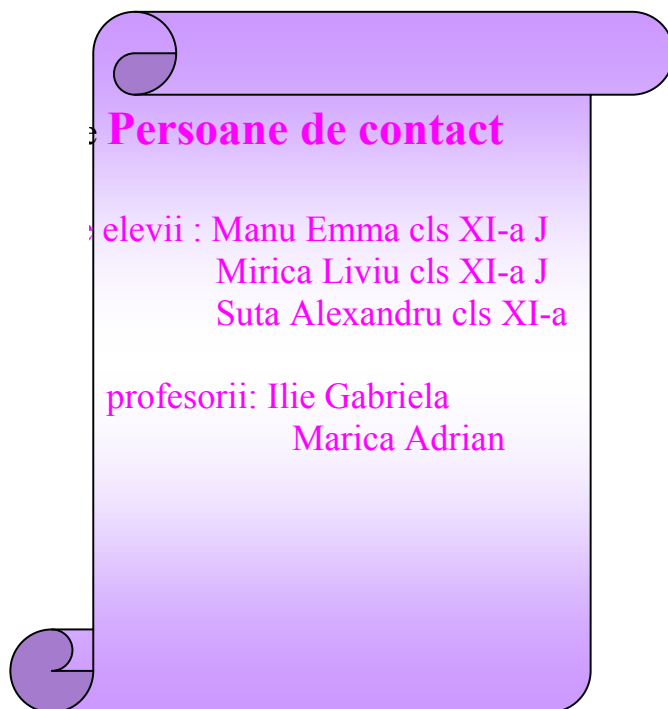 Persoane de contact
elevii : Manu Emma cls XI-a J
Mirica Liviu cls XI-a J
Suta Alexandru cls XI-a
profesorii: Ilie Gabriela
Marica Adrian